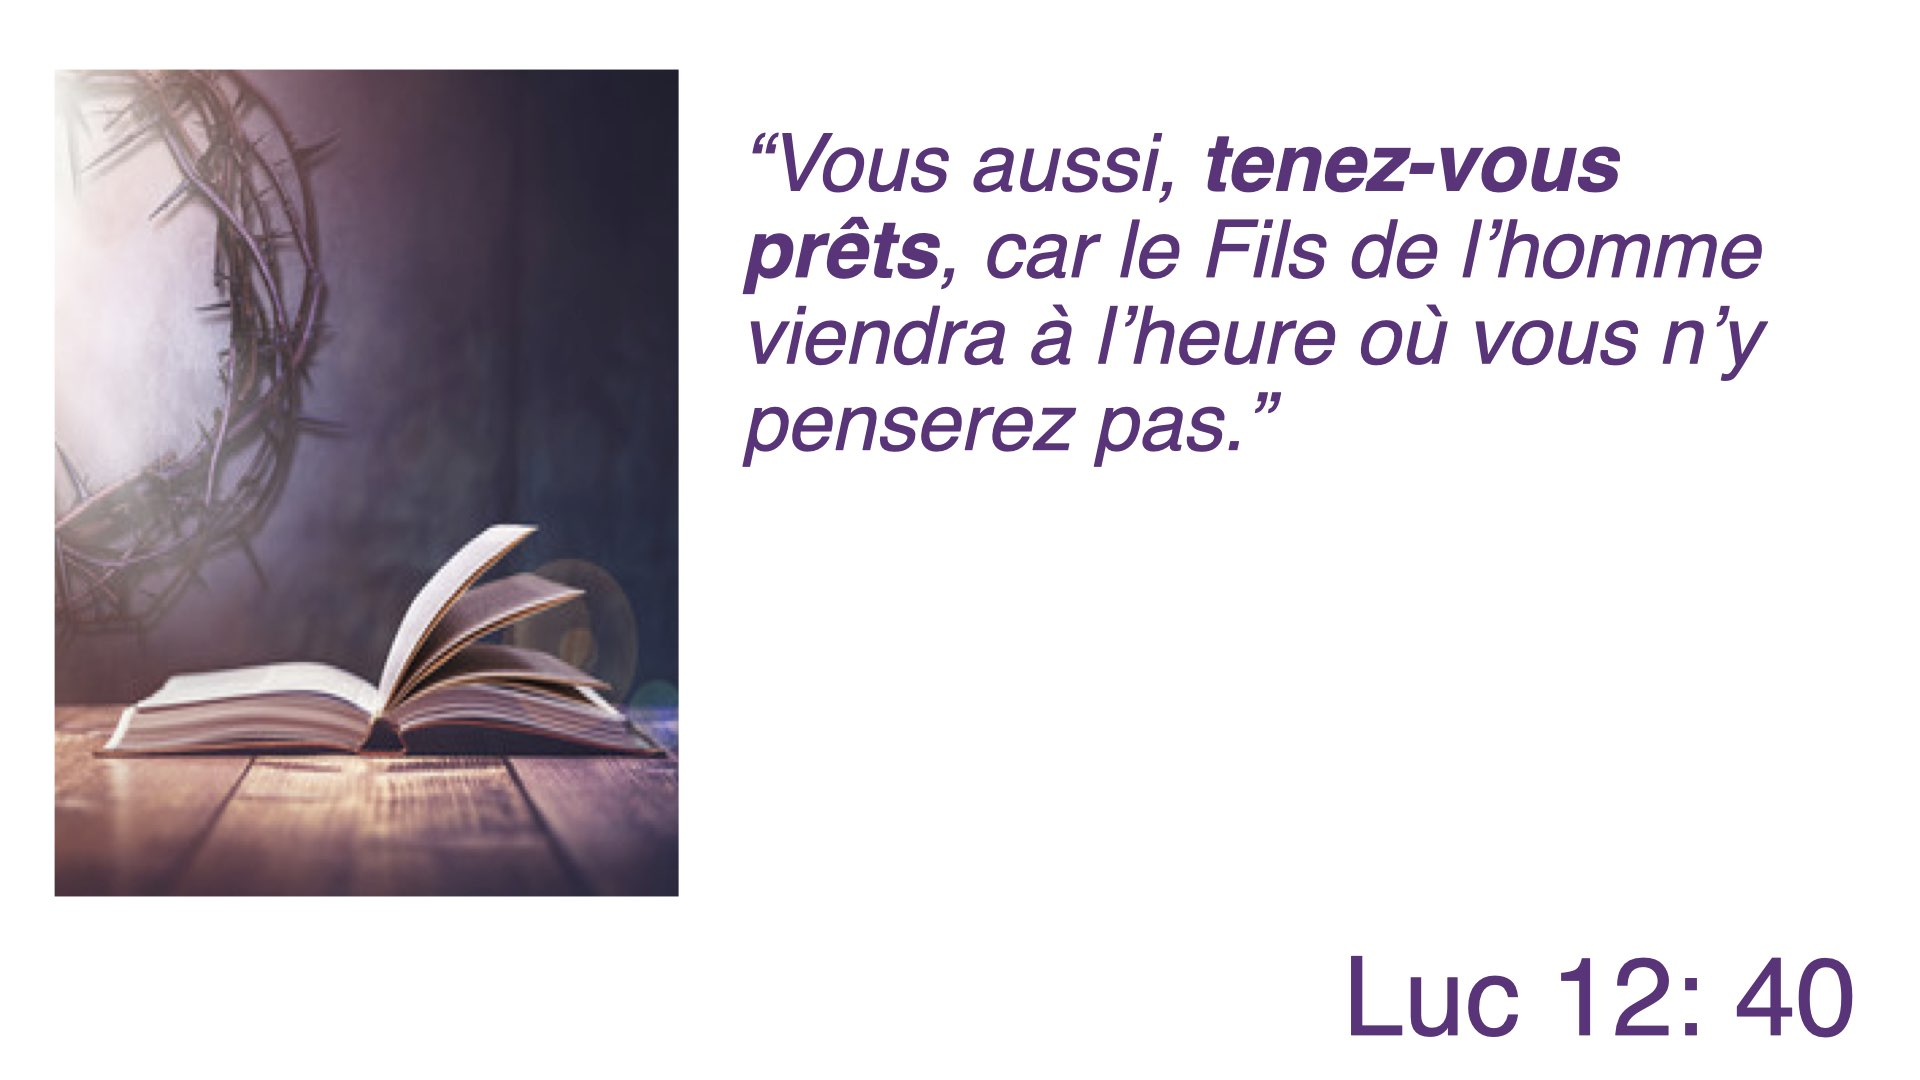 “Vous aussi, tenez-vous
prêts, car le Fils de l’homme
viendra à l’heure où vous n’y
penserez pas.”
Luc 12: 40